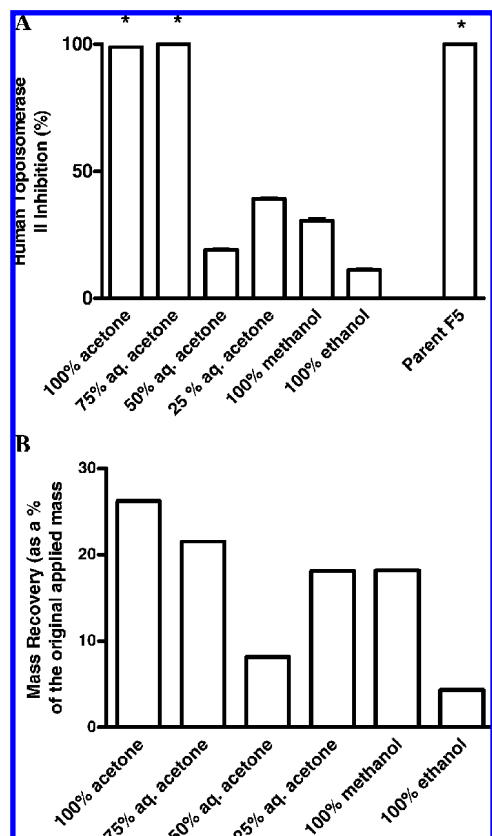 A
* * *
Human Topoisomerase
II Inhibition (%)
100
50
0
100% acetone
75% aq. acetone
50% aq. acetone
25 % aq. acetone
100% methanol
100% ethanol
Parent F5
B
Mass Recovery (as a %
of the original applied mass
30
20
10
0
100% acetone
75% aq. acetone
50% aq. acetone
25% aq. acetone
100% methanol
100% ethanol